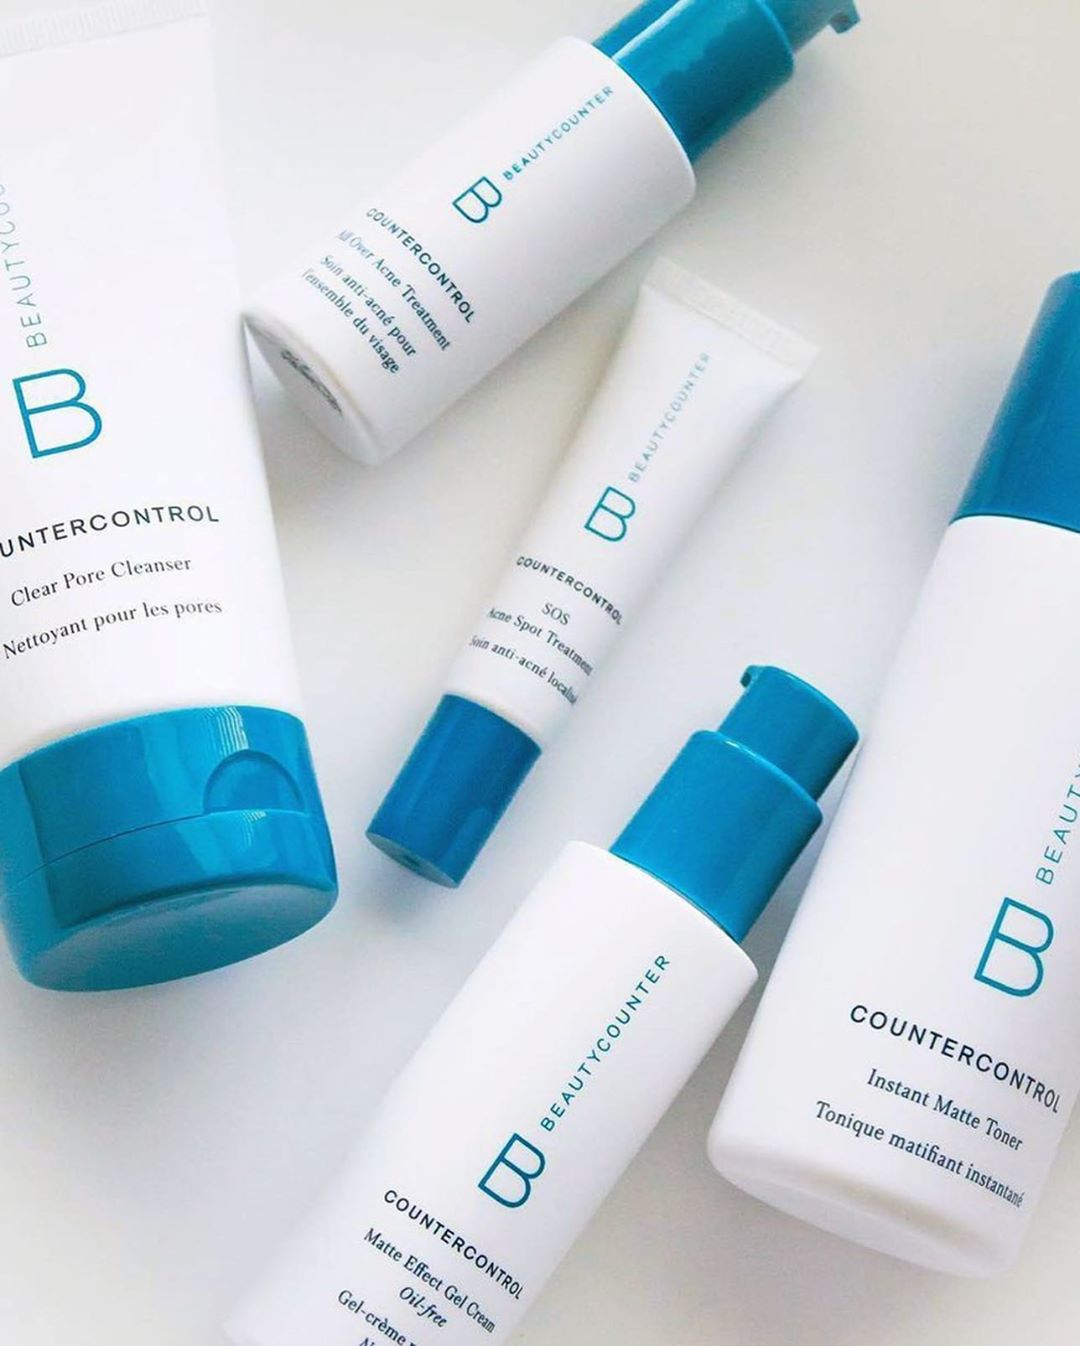 BEAUTYCOU
B
UNTERCONTROL
Clear Pore Cleanser
Nettoyant pour les pores
BEAUTYCOUNTER
B
COUNTERCONTROL
All Over Acne Treatment
Soin anti-acné pour
l'ensemble du visage
BEAUTYCOUNTER
B
COUNTERCONTROL
SOS
Acne Spot Treatment
Soin anti-acné localisé
BEAUTYCOUNTER
B
COUNTERCONTROL
Matte Effect Gel Cream
Oil-free
Gel-crème
BEAUTY
B
COUNTERCONTROL
Instant Matte Toner
Tonique matifiant instantané